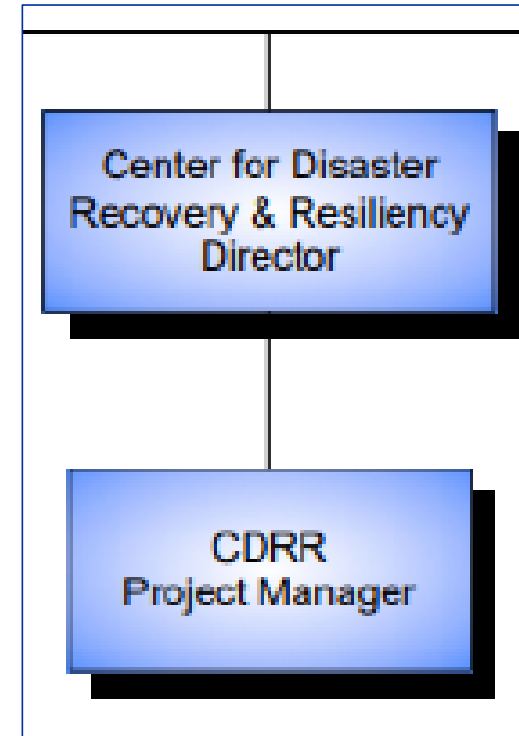 Center for Disaster
Recovery & Resiliency
Director
CDRR
Project Manager